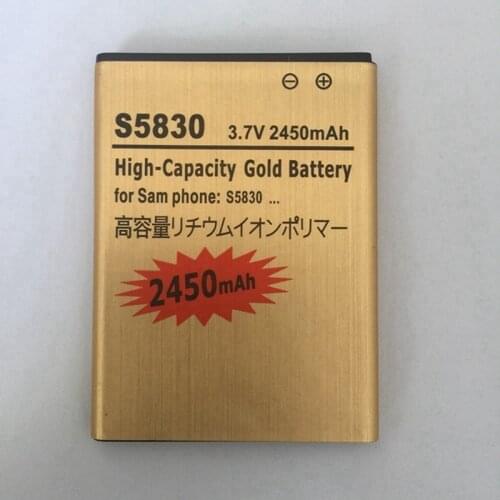 ⊖ ⊕
S5830 3.7V 2450mAh
High-Capacity Gold Battery
for Sam phone: S5830 ...
高容量リチウムイオンポリマー
2450mAh